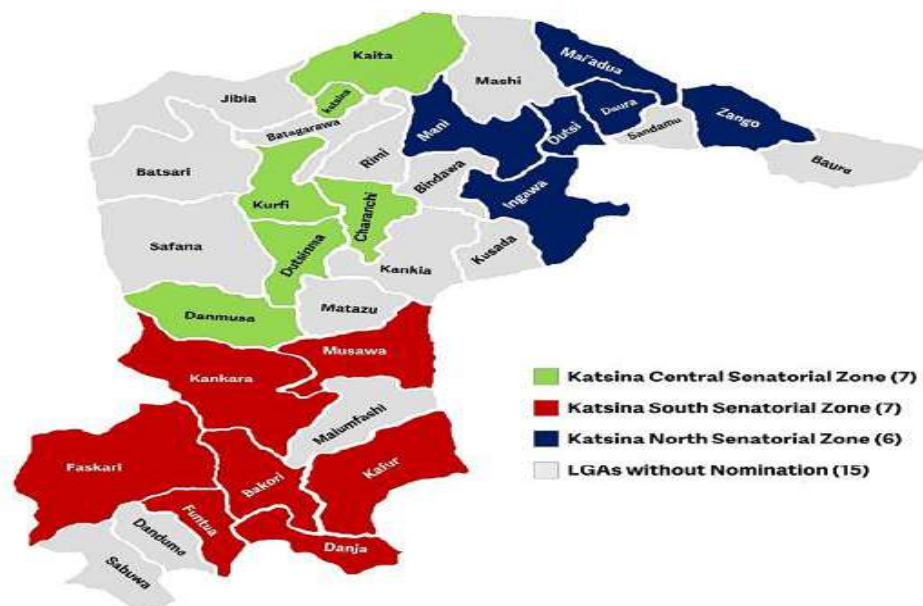 Kaita
Mashi
Mai'adua
Jibia
katsina
Batagarawa
Mani
Dutsi
Daura
Sandamu
Zango
Baure
Batsari
Rimi
Bindawa
Ingawa
Kurfi
Charanchi
Safana
Dutsinma
Kankia
Kusada
Danmusa
Matazu
Musawa
Kankara
Malumfashi
Faskari
Bakori
Kafur
Funtua
Danja
Dandume
Sabuwa
Katsina Central Senatorial Zone (7)
Katsina South Senatorial Zone (7)
Katsina North Senatorial Zone (6)
LGAs without Nomination (15)